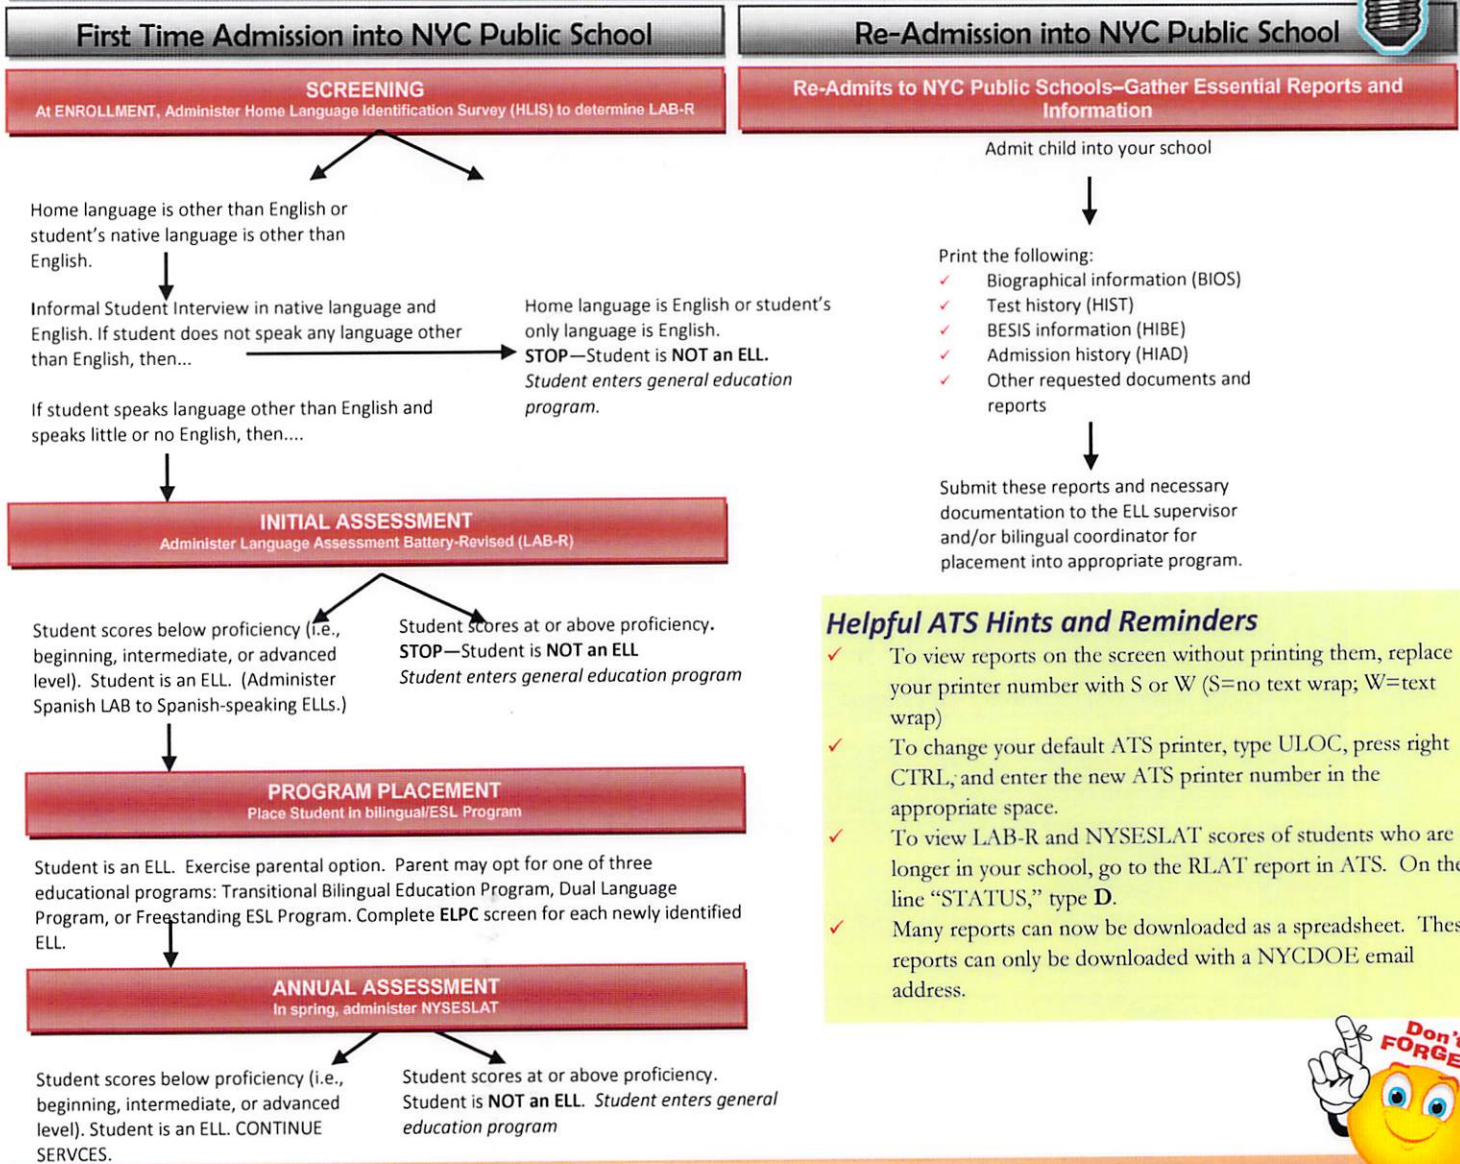 First Time Admission into NYC Public School
SCREENING
At ENROLLMENT, Administer Home Language Identification Survey (HLIS) to determine LAB-R
Home language is other than English or
student's native language is other than
English.
Informal Student Interview in native language and
English. If student does not speak any language other
than English, then...
Home language is English or student's
only language is English.
STOP—Student is NOT an ELL.
Student enters general education
program.
If student speaks language other than English and
speaks little or no English, then....
INITIAL ASSESSMENT
Administer Language Assessment Battery-Revised (LAB-R)
Student scores below proficiency (i.e.,
beginning, intermediate, or advanced
level). Student is an ELL. (Administer
Spanish LAB to Spanish-speaking ELLs.)
Student scores at or above proficiency.
STOP—Student is NOT an ELL
Student enters general education program
PROGRAM PLACEMENT
Place Student in bilingual/ESL Program
Student is an ELL. Exercise parental option. Parent may opt for one of three
educational programs: Transitional Bilingual Education Program, Dual Language
Program, or Freestanding ESL Program. Complete ELPC screen for each newly identified
ELL.
ANNUAL ASSESSMENT
In spring, administer NYSESLAT
Student scores below proficiency (i.e.,
beginning, intermediate, or advanced
level). Student is an ELL. CONTINUE
SERVCES.
Student scores at or above proficiency.
Student is NOT an ELL. Student enters general
education program
Re-Admission into NYC Public School
Re-Admits to NYC Public Schools–Gather Essential Reports and
Information
Admit child into your school
Print the following:
✓ Biographical information (BIOS)
✓ Test history (HIST)
✓ BESIS information (HIBE)
✓ Admission history (HIAD)
✓ Other requested documents and
reports
Submit these reports and necessary
documentation to the ELL supervisor
and/or bilingual coordinator for
placement into appropriate program.
Helpful ATS Hints and Reminders
✓ To view reports on the screen without printing them, replace
your printer number with S or W (S=no text wrap; W=text
wrap)
✓ To change your default ATS printer, type ULOC, press right
CTRL, and enter the new ATS printer number in the
appropriate space.
✓ To view LAB-R and NYSESLAT scores of students who are
longer in your school, go to the RLAT report in ATS. On the
line “STATUS,” type D.
✓ Many reports can now be downloaded as a spreadsheet. Thes
reports can only be downloaded with a NYCDOE email
address.
Don't
FORGE